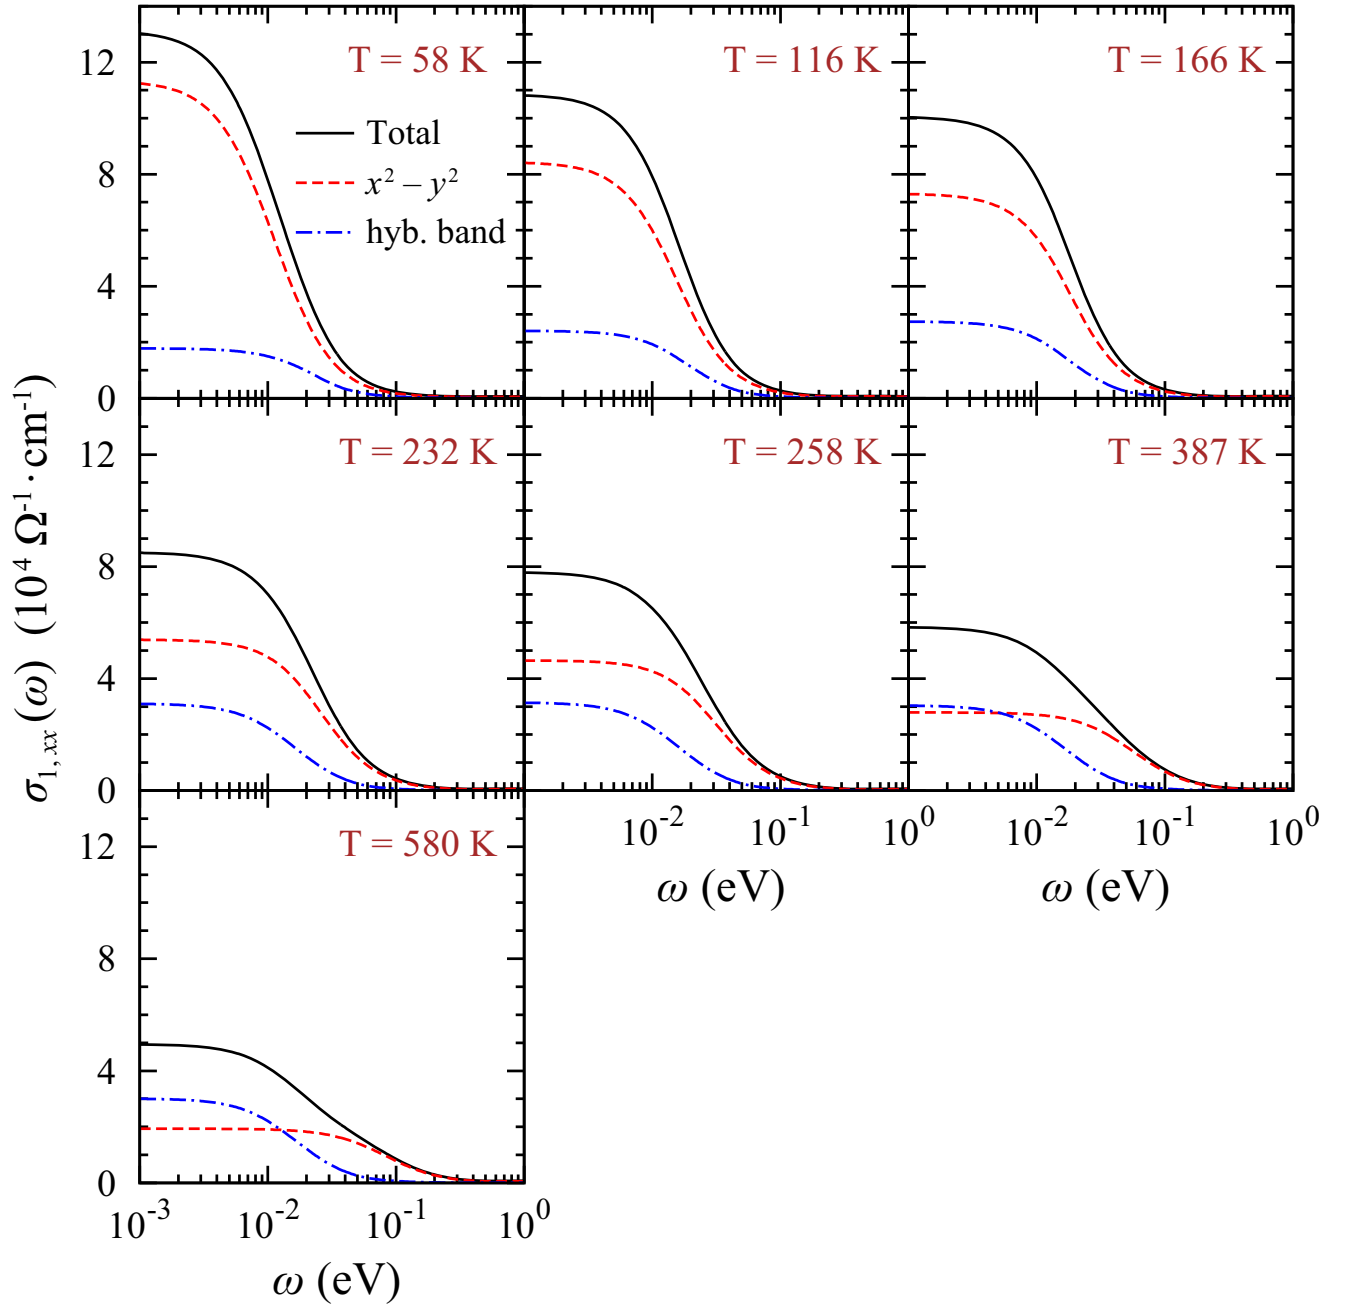 T = 58 K
T = 116 K
T = 166 K
Total
x² – y²
hyb. band
12
8
4
0
T = 232 K
T = 258 K
T = 387 K
12
8
4
0
σ₁,ₓₓ(ω) (10⁴ Ω⁻¹·cm⁻¹)
10⁻² 10⁻¹ 10⁰
10⁻² 10⁻¹ 10⁰
ω (eV)
ω (eV)
T = 580 K
12
8
4
0
10⁻³ 10⁻² 10⁻¹ 10⁰
ω (eV)